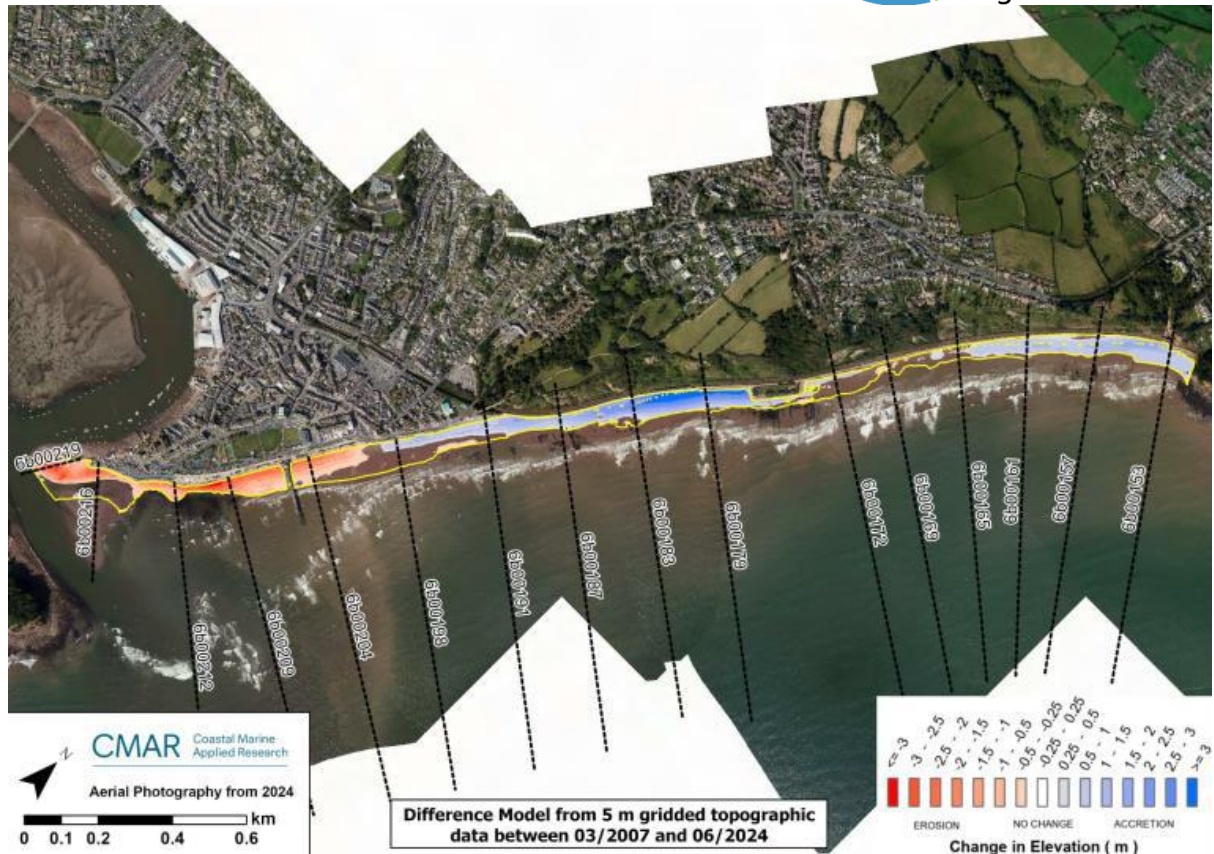 6b00219
6b00216
6b00212
6b00209
6b00204
6b00198
6b00191
6b00187
6b00183
6b00179
6b00172
6b00169
6b00165
6b00161
6b00157
6b00153
N
CMAR Coastal Marine
Applied Research
Aerial Photography from 2024
km
0 0.1 0.2 0.4 0.6
Difference Model from 5 m gridded topographic
data between 03/2007 and 06/2024
<= -3
-3 - -2.5
-2.5 - -2
-2 - -1.5
-1.5 - -1
-1 - -0.5
-0.5 - -0.25
-0.25 - 0.25
0.25 - 0.5
0.5 - 1
1 - 1.5
1.5 - 2
2 - 2.5
2.5 - 3
>= 3
EROSION NO CHANGE ACCRETION
Change in Elevation ( m )